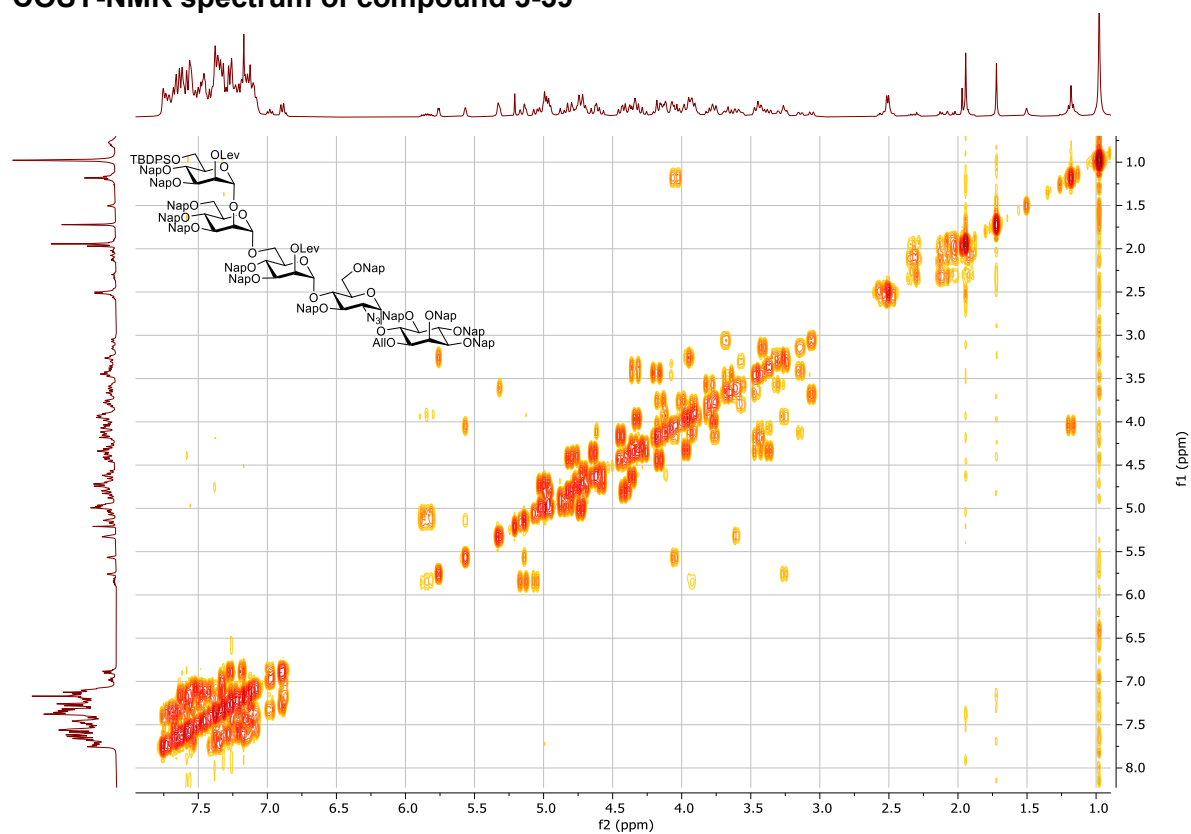 COSY-NMR spectrum of compound
TBDPSO OLev
NapO O
NapO
O
NapO O
NapO
NapO
O OLev
NapO O ONap
NapO
O O
NapO
N3 NapO ONap
O ONap
AllO ONap
1.0
1.5
2.0
2.5
3.0
3.5
4.0
4.5
5.0
5.5
6.0
6.5
7.0
7.5
8.0
f1 (ppm)
7.5 7.0 6.5 6.0 5.5 5.0 4.5 4.0 3.5 3.0 2.5 2.0 1.5 1.0
f2 (ppm)